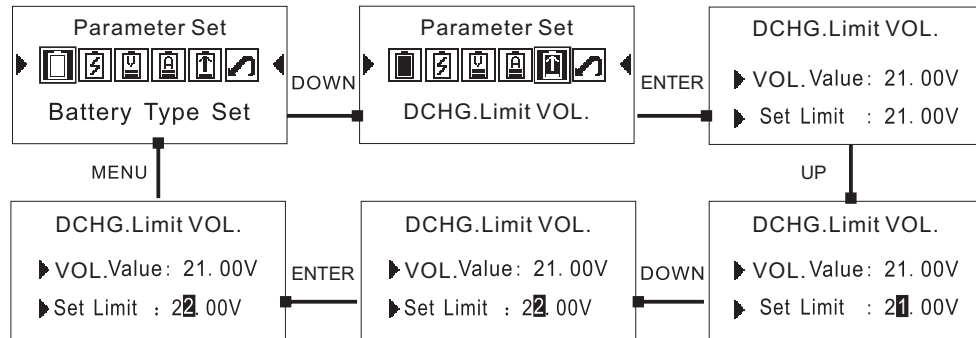 Parameter Set
Battery Type Set
DOWN
Parameter Set
DCHG.Limit VOL.
ENTER
DCHG.Limit VOL.
VOL.Value: 21.00V
Set Limit : 21.00V
UP
DCHG.Limit VOL.
VOL.Value: 21.00V
Set Limit : 21.00V
DOWN
DCHG.Limit VOL.
VOL.Value: 21.00V
Set Limit : 22.00V
ENTER
DCHG.Limit VOL.
VOL.Value: 21.00V
Set Limit : 22.00V
MENU